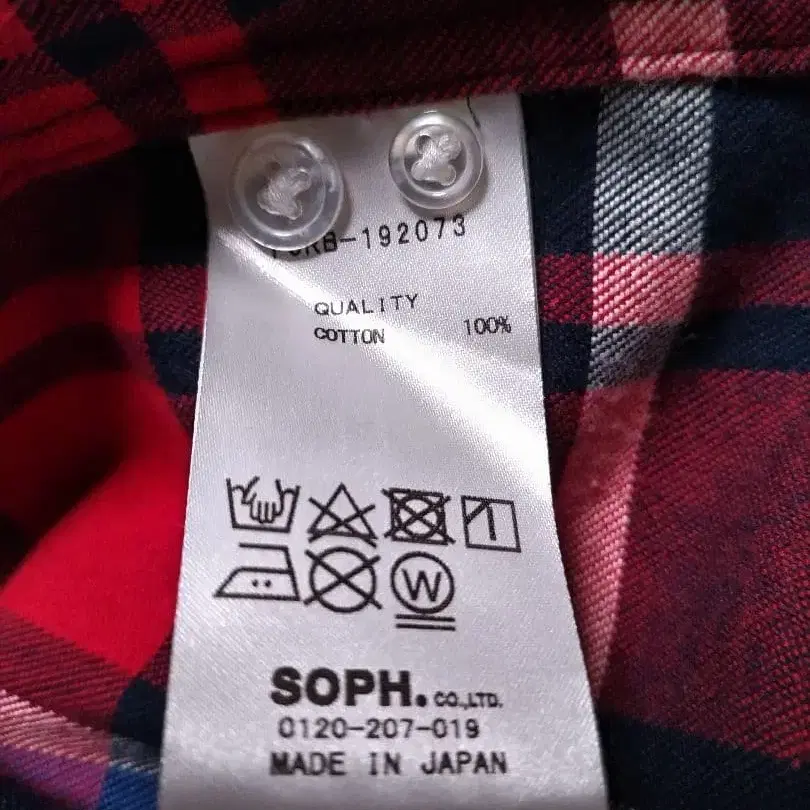 -192073
QUALITY
COTTON 100%
W
SOPH. CO.,LTD.
0120-207-019
MADE IN JAPAN